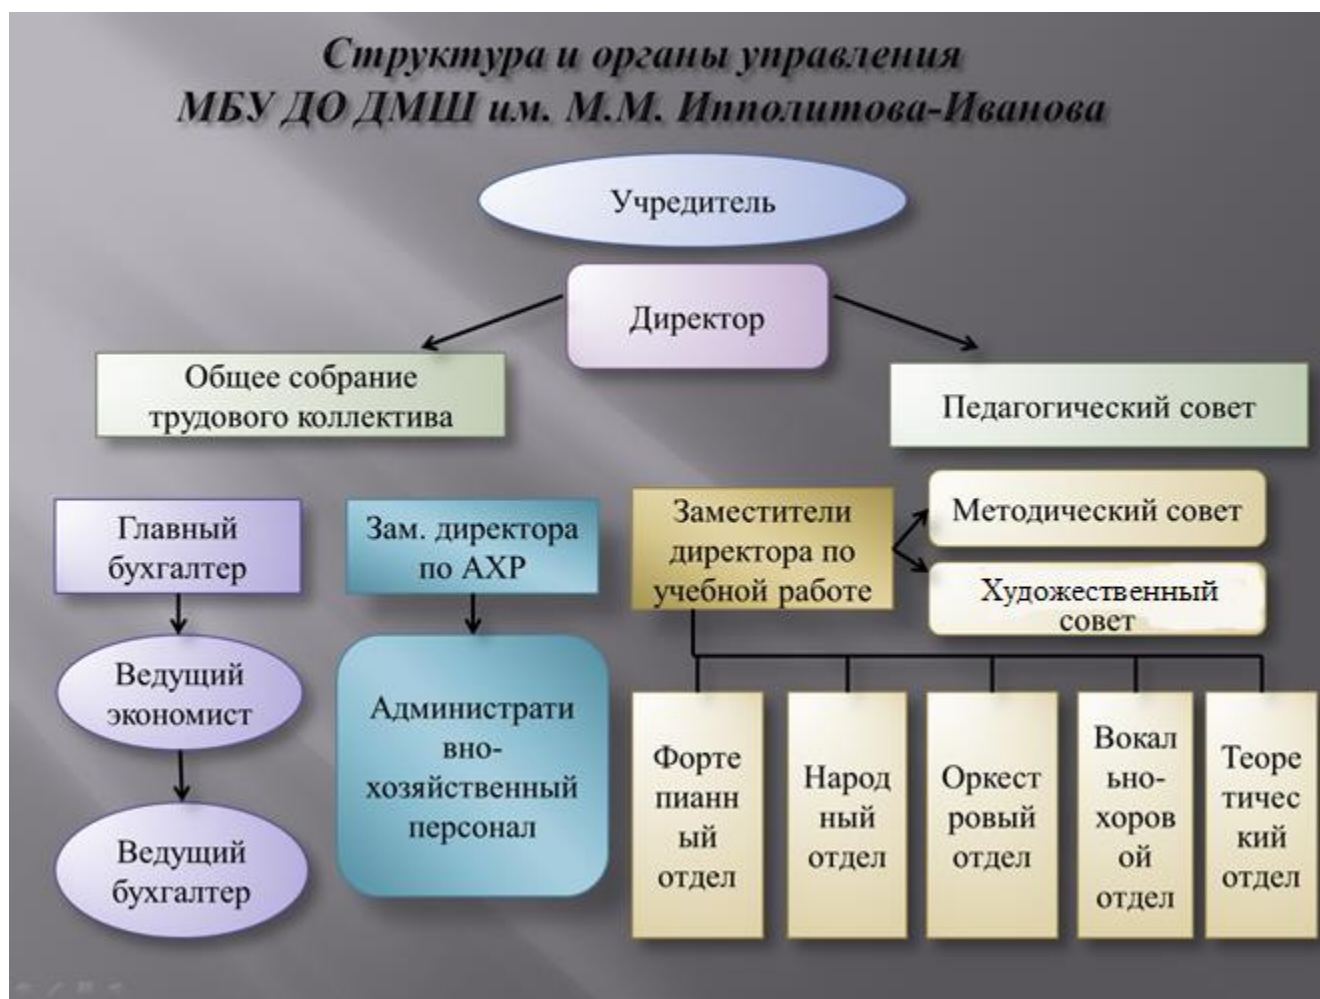 Структура и органы управления
МБУ ДО ДМШ им. М.М. Ипполитова-Иванова
Учредитель
Директор
Общее собрание
трудового коллектива
Педагогический совет
Главный
бухгалтер
Зам. директора
по АХР
Заместители
директора по
учебной работе
Методический совет
Художественный
совет
Ведущий
экономист
Ведущий
бухгалтер
Администрати
вно-
хозяйственный
персонал
Форте
пианн
ый
отдел
Народ
ный
отдел
Оркест
ровый
отдел
Вокал
ьно-
хоров
ой
отдел
Теоре
тичес
кий
отдел